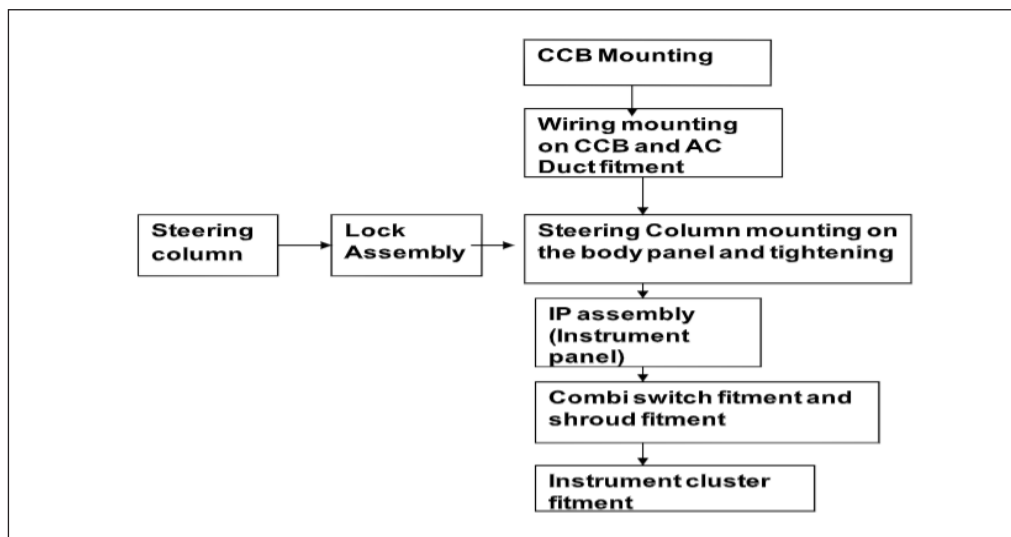 CCB Mounting
Wiring mounting
on CCB and AC
Duct fitment
Steering
column
Lock
Assembly
Steering Column mounting on
the body panel and tightening
IP assembly
(Instrument
panel)
Combi switch fitment and
shroud fitment
Instrument cluster
fitment